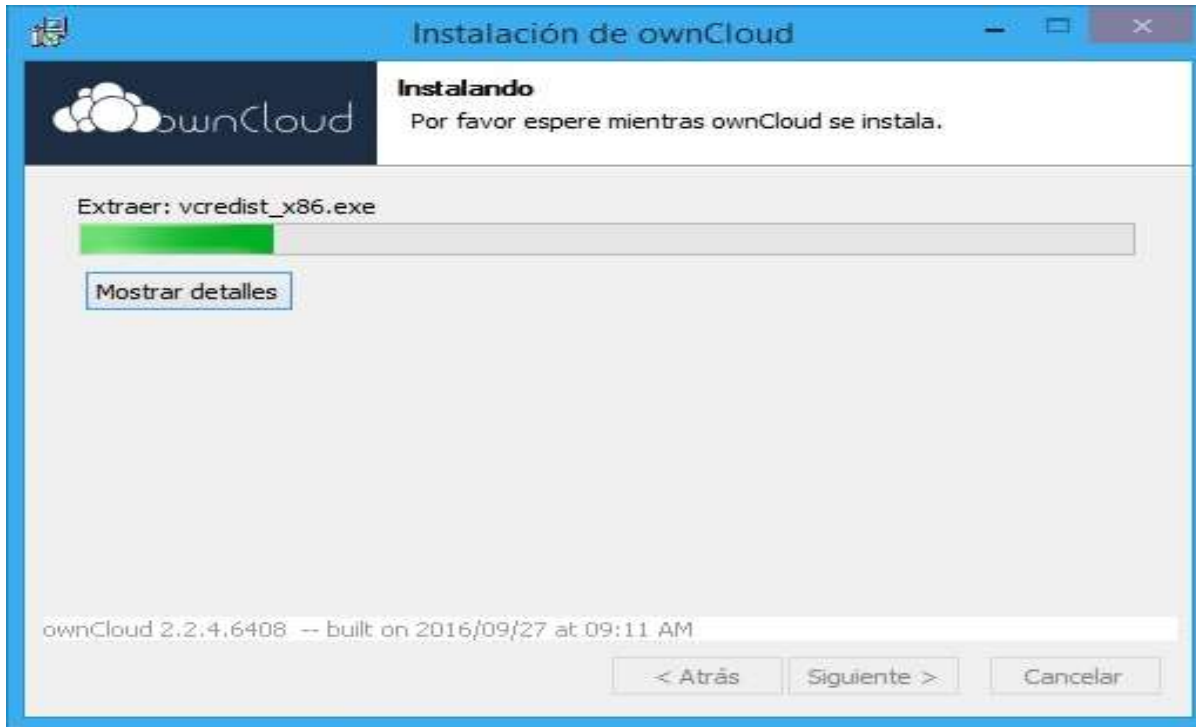 Instalación de ownCloud
ownCloud
Instalando
Por favor espere mientras ownCloud se instala.
Extraer: vcredist_x86.exe
Mostrar detalles
ownCloud 2.2.4.6408 -- built on 2016/09/27 at 09:11 AM
< Atrás
Siguiente >
Cancelar